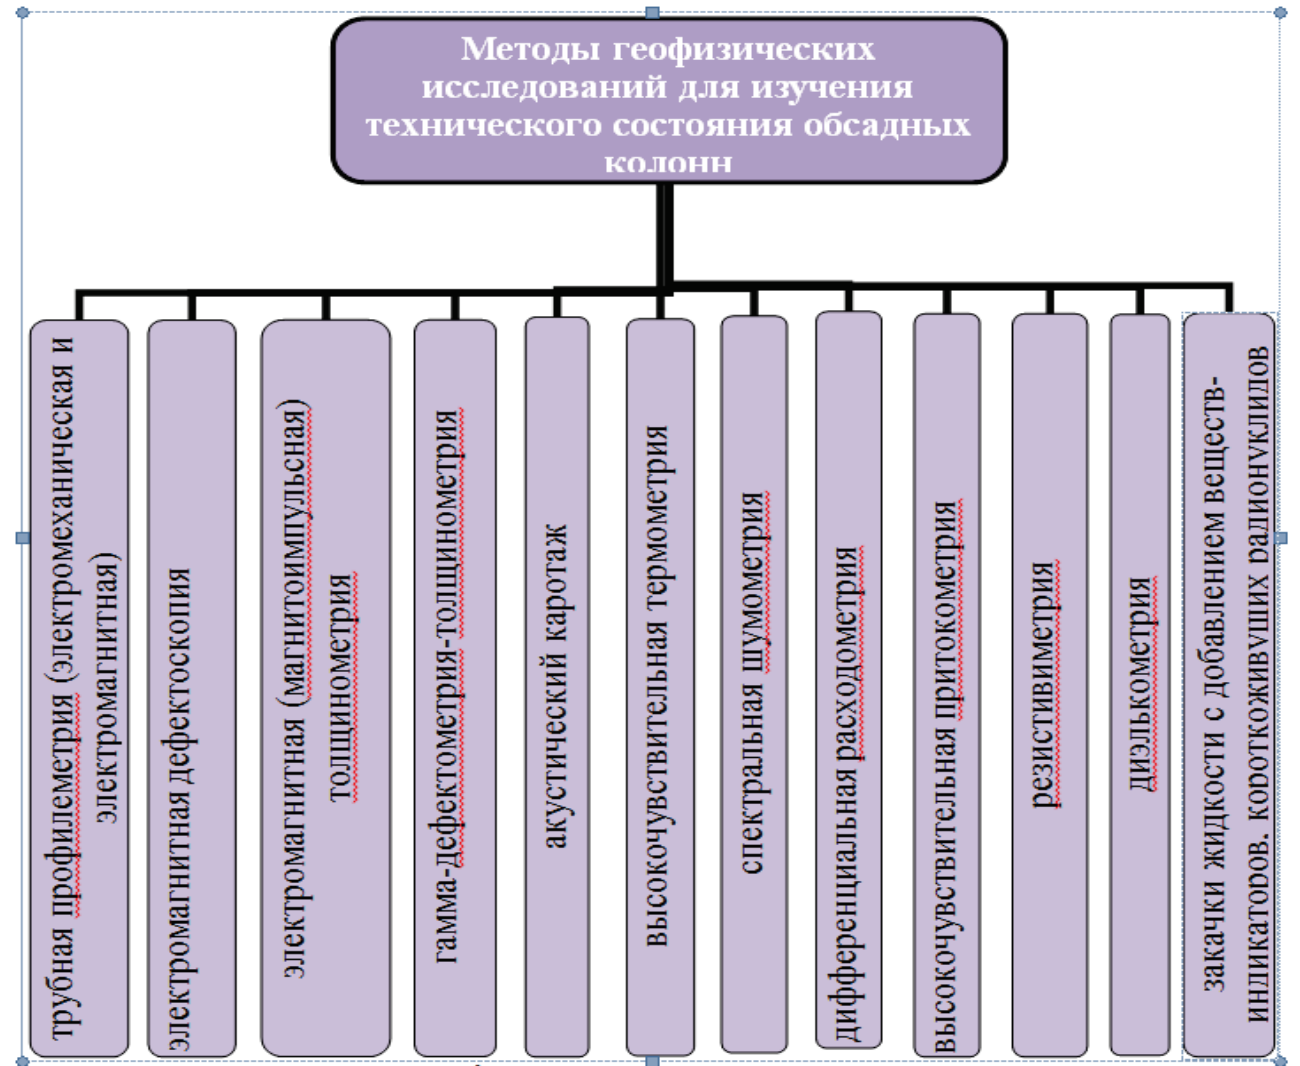 Методы геофизических
исследований для изучения
технического состояния обсадных
колонн
трубная профилеметрия (электромеханическая и
электромагнитная)
электромагнитная дефектоскопия
электромагнитная (магнитоимпульсная)
толщинометрия
гамма-дефектометрия-толщинометрия
акустический каротаж
высокочувствительная термометрия
спектральная шумометрия
дифференциальная расходометрия
высокочувствительная притокометрия
резистивиметрия
диэлькометрия
закачки жидкости с добавлением веществ-
индикаторов, короткоживущих радионуклидов